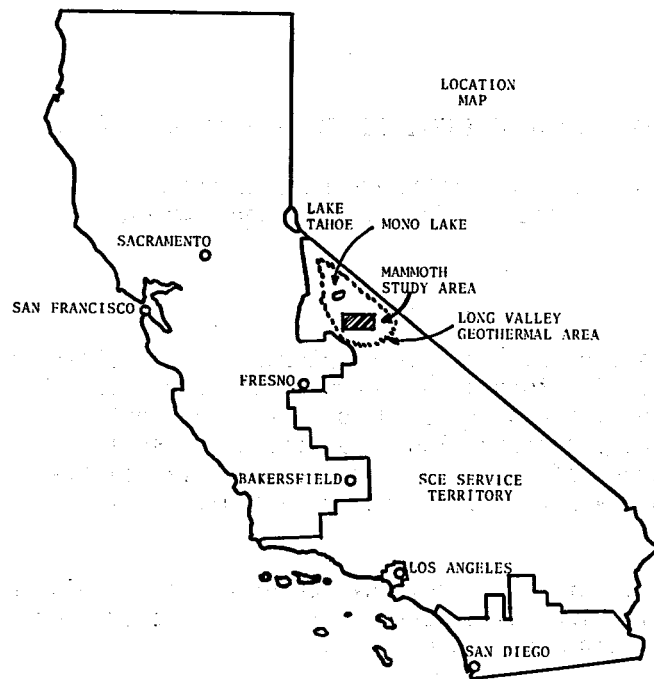 LOCATION
MAP
LAKE
TAHOE
MONO LAKE
SACRAMENTO
MAMMOTH
STUDY AREA
SAN FRANCISCO
LONG VALLEY
GEOTHERMAL AREA
FRESNO
BAKERSFIELD
SCE SERVICE
TERRITORY
LOS ANGELES
SAN DIEGO